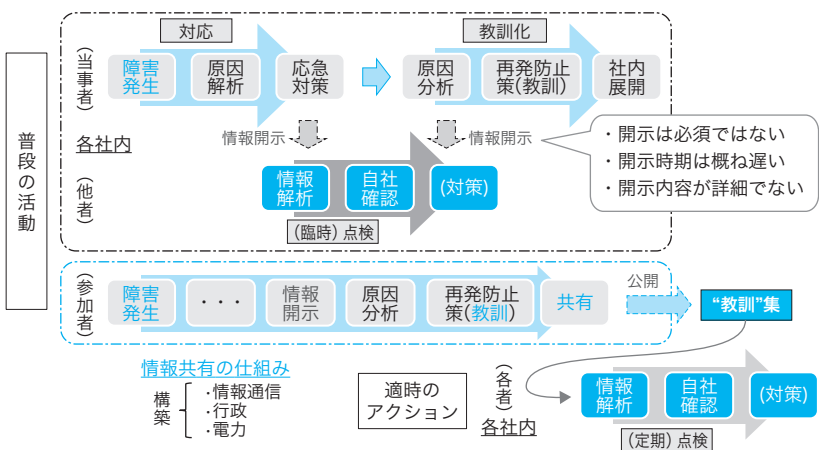 普段の活動
(当事者)
対応
障害
発生
原因
解析
応急
対策
教訓化
原因
分析
再発防止
策(教訓)
社内
展開
各社内
情報開示
情報開示
・開示は必須ではない
・開示時期は概ね遅い
・開示内容が詳細でない
(他者)
情報
解析
自社
確認
(対策)
(臨時) 点検
(参加者)
障害
発生
・・・
情報
開示
原因
分析
再発防止
策(教訓)
共有
公開
“教訓”集
情報共有の仕組み
構築
・情報通信
・行政
・電力
適時の
アクション
(各者)
各社内
情報
解析
自社
確認
(対策)
(定期) 点検